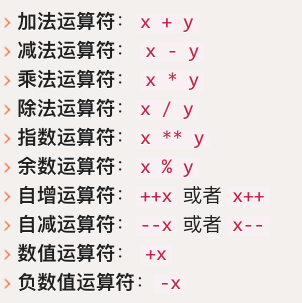 加法运算符： x + y
减法运算符： x - y
乘法运算符： x * y
除法运算符： x / y
指数运算符： x ** y
余数运算符： x % y
自增运算符： ++x 或者 x++
自减运算符： --x 或者 x--
数值运算符： +x
负数值运算符： -x